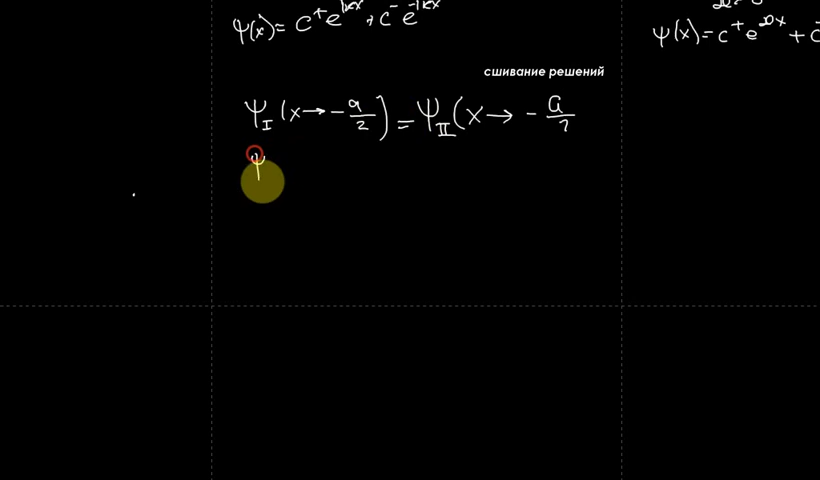 ψ(x)= c⁺e^{ikx} + c⁻ e^{-ikx}
ψ(x)= c⁺e^{æx} + c⁻
сшивание решений
Ψ_I (x→ -a/2) = Ψ_II (x→ -a/2
Ψ